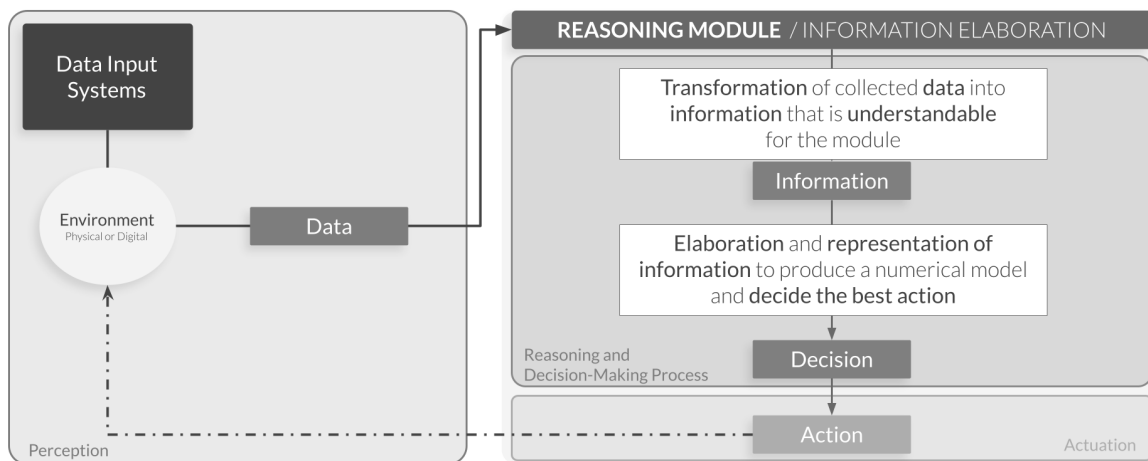 Data Input
Systems
Environment
Physical or Digital
Data
Perception
REASONING MODULE / INFORMATION ELABORATION
Transformation of collected data into
information that is understandable
for the module
Information
Elaboration and representation of
information to produce a numerical model
and decide the best action
Decision
Reasoning and
Decision-Making Process
Action
Actuation